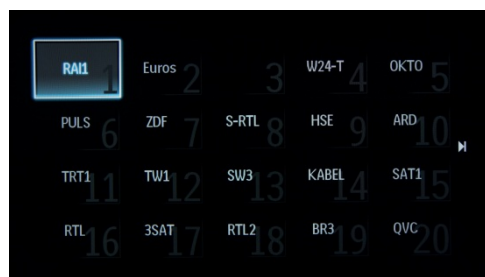 RAI1 1 Euros 2 3 W24-T 4 OKTO 5
PULS 6 ZDF 7 S-RTL 8 HSE 9 ARD 10
TRT1 11 TW1 12 SW3 13 KABEL 14 SAT1 15
RTL 16 3SAT 17 RTL2 18 BR3 19 QVC 20